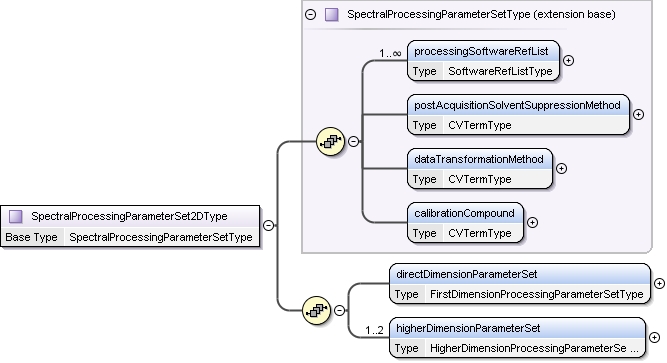 SpectralProcessingParameterSetType (extension base)
1..∞
processingSoftwareRefList
Type SoftwareRefListType
postAcquisitionSolventSuppressionMethod
Type CVTermType
dataTransformationMethod
Type CVTermType
calibrationCompound
Type CVTermType
SpectralProcessingParameterSet2DType
Base Type SpectralProcessingParameterSetType
directDimensionParameterSet
Type FirstDimensionProcessingParameterSetType
1..2
higherDimensionParameterSet
Type HigherDimensionProcessingParameterSe ...